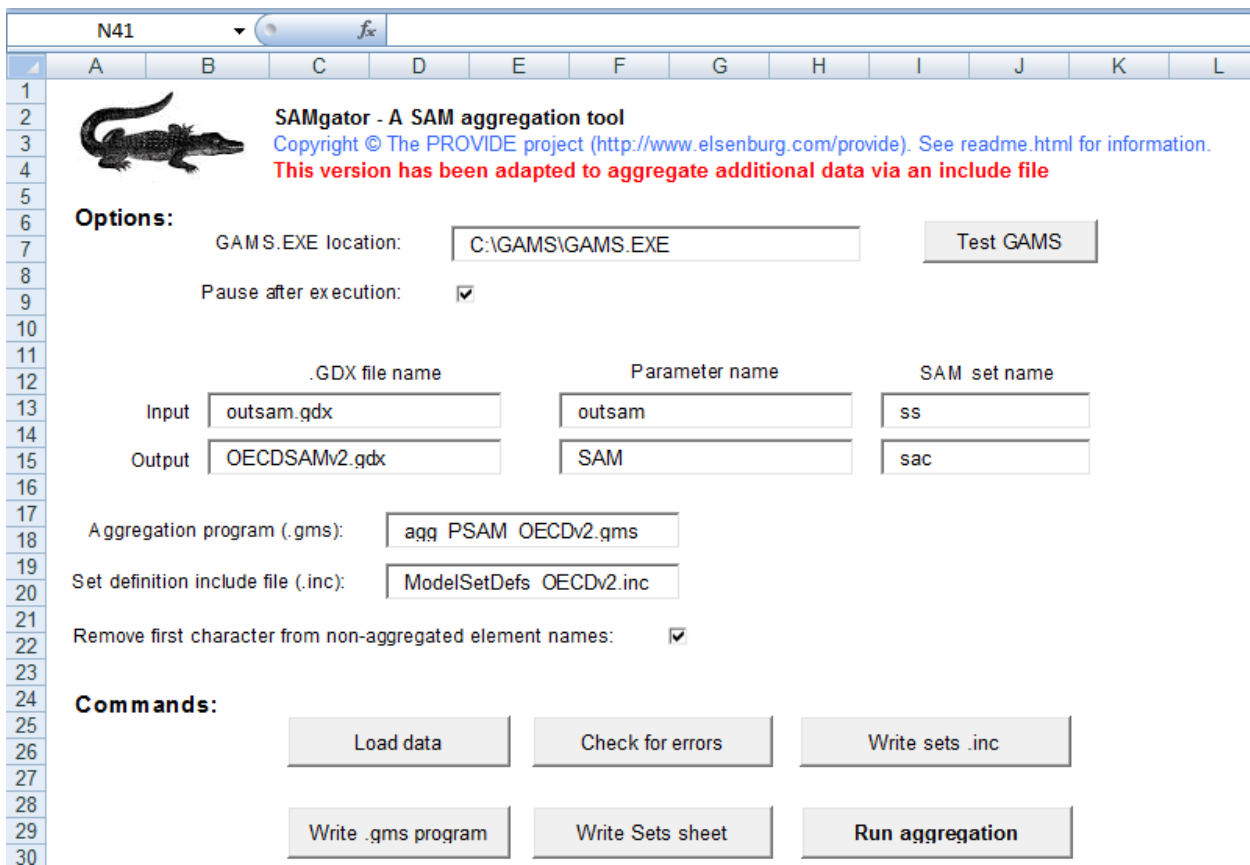 N41 fx
A B C D E F G H I J K L
1
2 SAMgator - A SAM aggregation tool
3 Copyright © The PROVIDE project (http://www.elsenburg.com/provide). See readme.html for information.
4 This version has been adapted to aggregate additional data via an include file
5
6 Options:
7 GAMS.EXE location: C:\GAMS\GAMS.EXE Test GAMS
8
9 Pause after execution:
10
11
12 .GDX file name Parameter name SAM set name
13 Input outsam.gdx outsam ss
14
15 Output OECDSAMv2.gdx SAM sac
16
17
18 Aggregation program (.gms): agg_PSAM_OECDv2.gms
19
20 Set definition include file (.inc): ModelSetDefs_OECDv2.inc
21
22 Remove first character from non-aggregated element names:
23
24 Commands:
25
26 Load data Check for errors Write sets .inc
27
28
29 Write .gms program Write Sets sheet Run aggregation
30